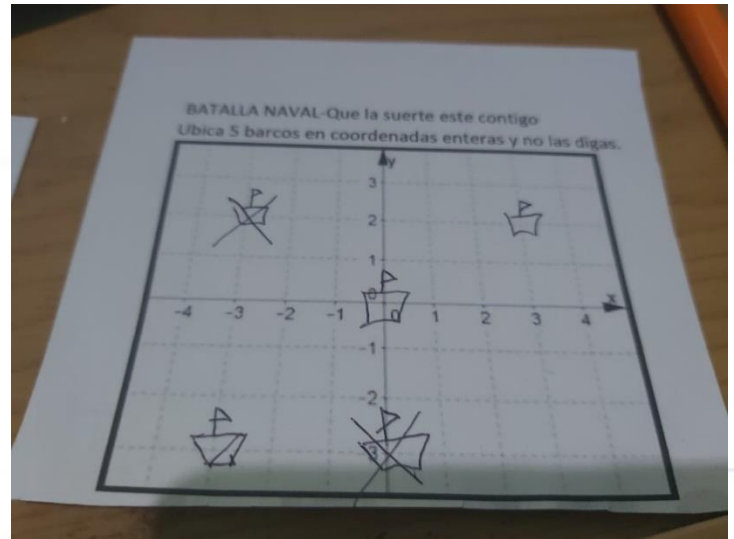 BATALLA NAVAL-Que la suerte este contigo
Ubica 5 barcos en coordenadas enteras y no las digas.
y
3
2
1
0
x
-4 -3 -2 -1 0 1 2 3 4
-1
-2
3